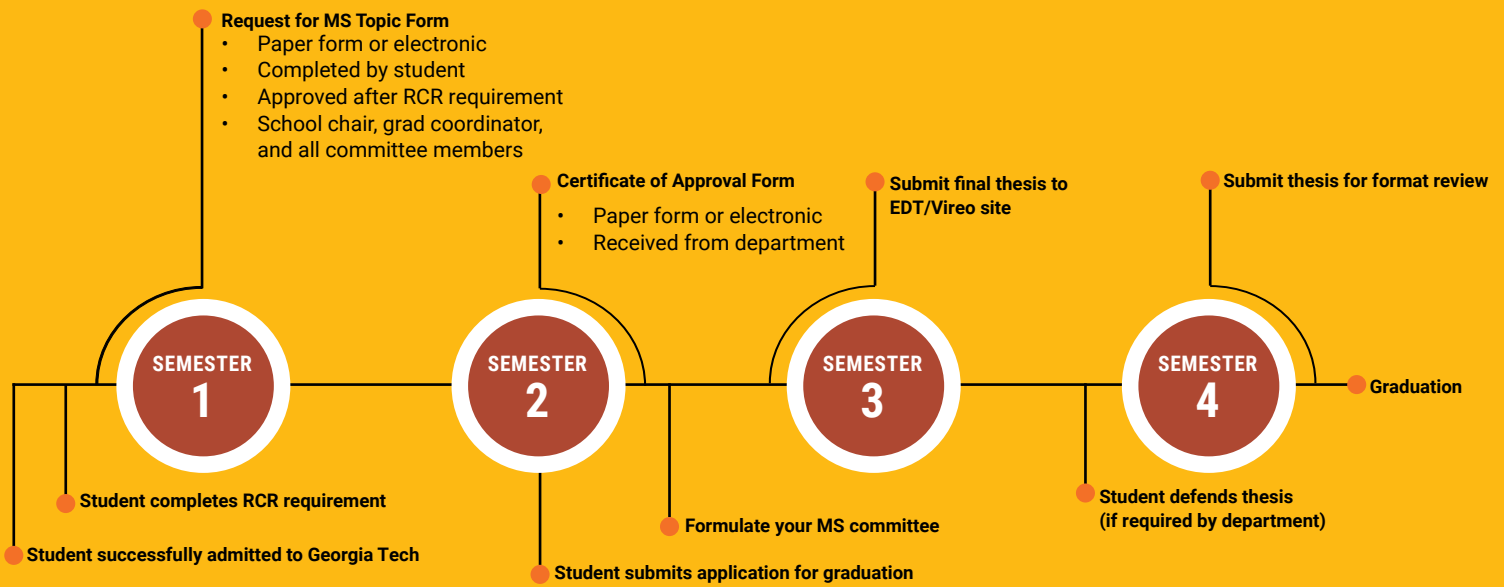 Request for MS Topic Form
• Paper form or electronic
• Completed by student
• Approved after RCR requirement
• School chair, grad coordinator,
and all committee members
Certificate of Approval Form
• Paper form or electronic
• Received from department
Submit final thesis to
EDT/Vireo site
Submit thesis for format review
SEMESTER
1
SEMESTER
2
SEMESTER
3
SEMESTER
4
Graduation
Student completes RCR requirement
Student successfully admitted to Georgia Tech
Formulate your MS committee
Student submits application for graduation
Student defends thesis
(if required by department)